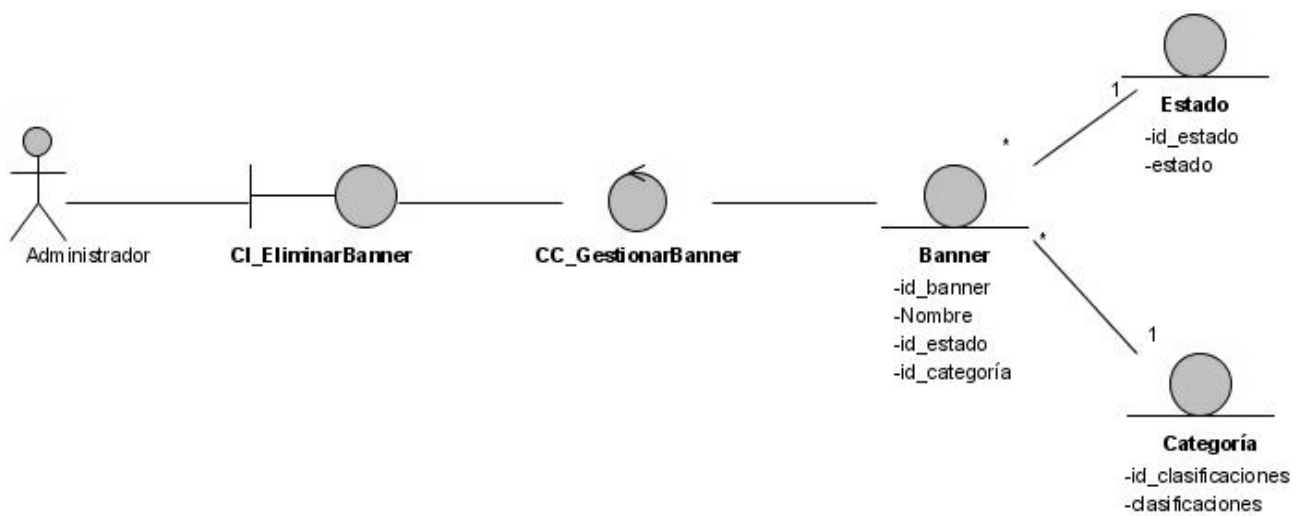 1
Estado
-id_estado
-estado
*
Administrador
CI_EliminarBanner
CC_GestionarBanner
*
Banner
-id_banner
-Nombre
-id_estado
-id_categoría
1
Categoría
-id_clasificaciones
-clasificaciones